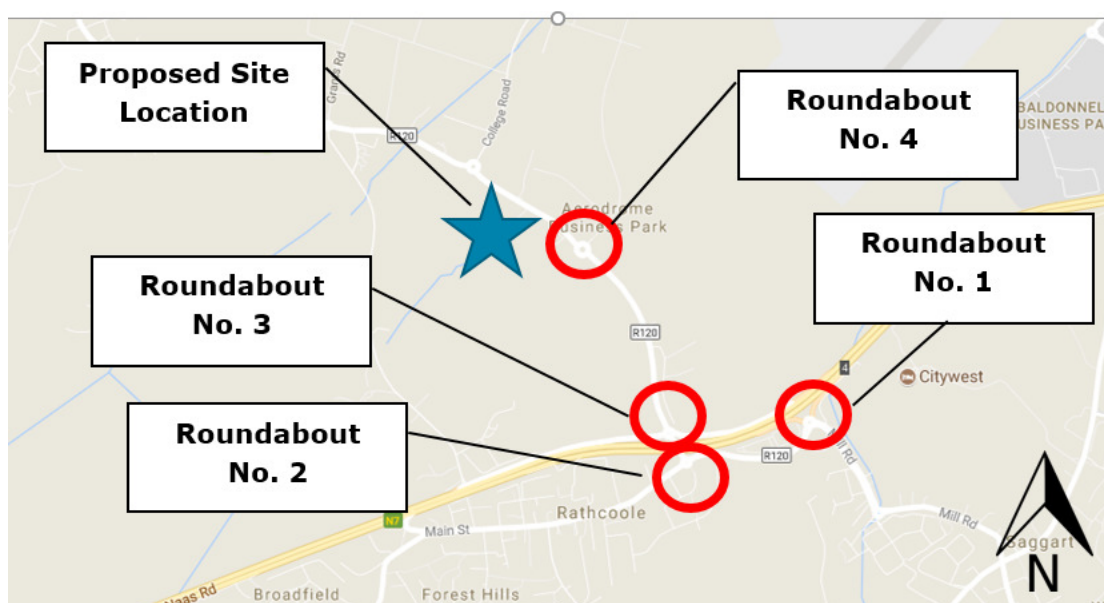 Proposed Site
Location
Grants Rd
R120
College Road
Roundabout
No. 4
BALDONNEL
USINESS PA
Aerodrome
Business Park
Roundabout
No. 1
Roundabout
No. 3
R120
4
Citywest
Roundabout
No. 2
R120
Mill Rd
Rathcoole
N7
Main St
Mill Rd
Saggart
N
Naas Rd
Broadfield
Forest Hills